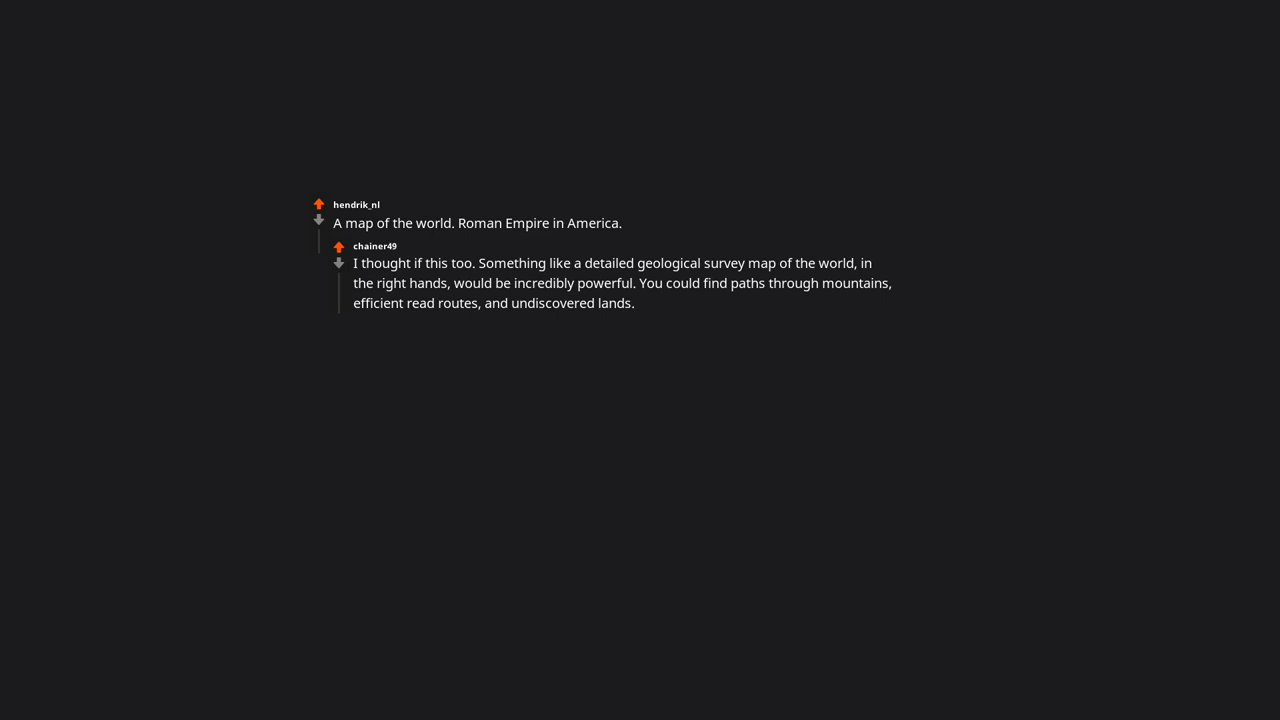 hendrik_nl
A map of the world. Roman Empire in America.
chainer49
I thought if this too. Something like a detailed geological survey map of the world, in
the right hands, would be incredibly powerful. You could find paths through mountains,
efficient read routes, and undiscovered lands.